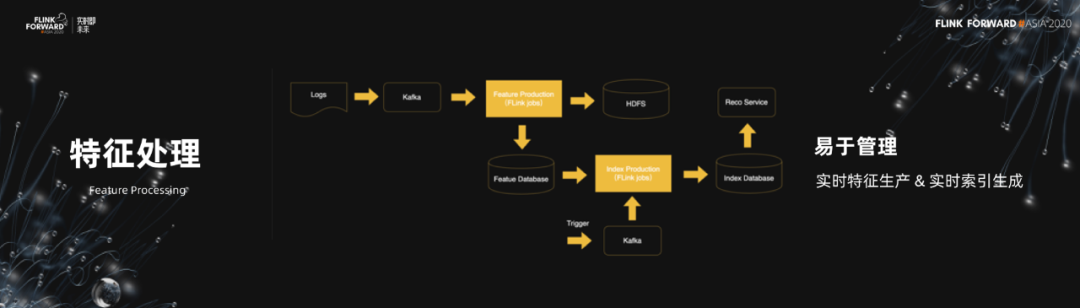 FLINK
FORWARD
#ASIA 2020
实时即
未来
FLINK FORWARD #ASIA 2020
特征处理
Feature Processing
Logs
Kafka
Feature Production
(FLink jobs)
HDFS
Reco Service
Featue Database
Index Production
(FLink jobs)
Index Database
Trigger
Kafka
易于管理
实时特征生产 & 实时索引生成